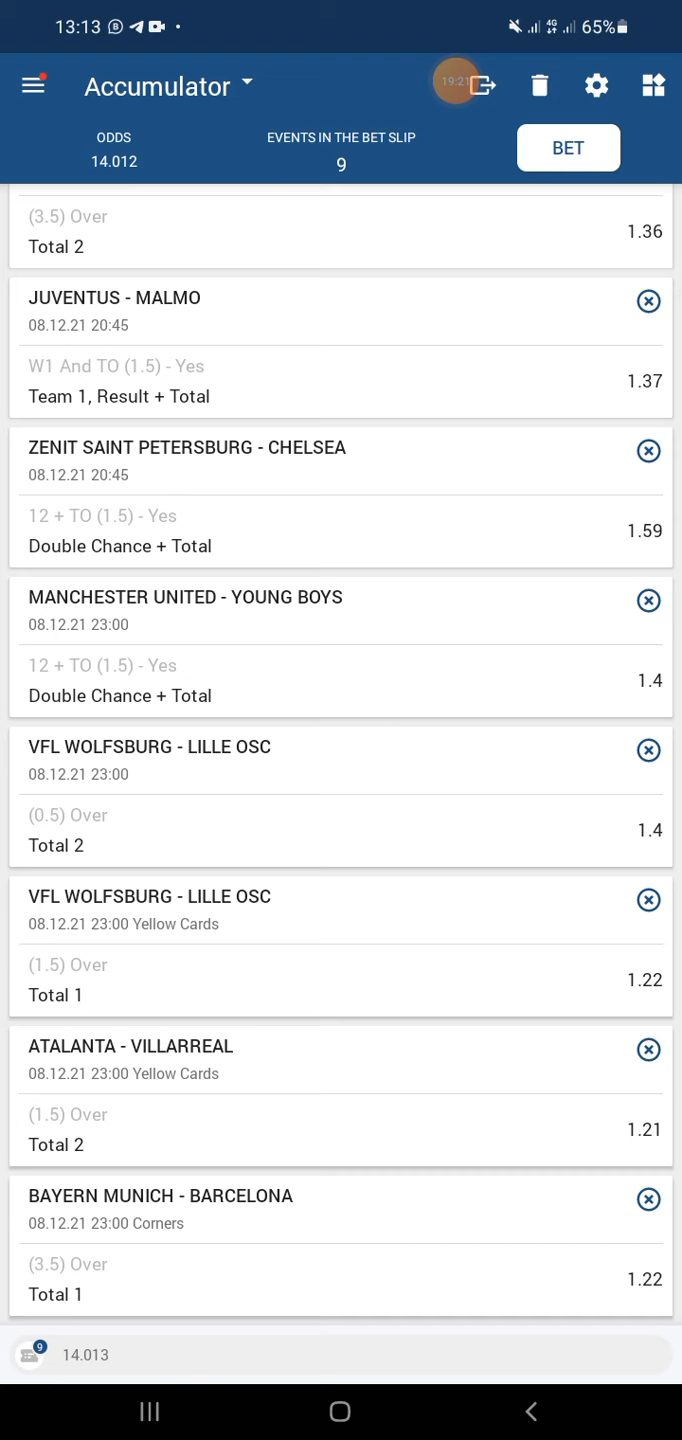 13:13 4G 65%
Accumulator 19:21
ODDS EVENTS IN THE BET SLIP BET
14.012 9
(3.5) Over 1.36
Total 2
JUVENTUS - MALMO
08.12.21 20:45
W1 And TO (1.5) - Yes 1.37
Team 1, Result + Total
ZENIT SAINT PETERSBURG - CHELSEA
08.12.21 20:45
12 + TO (1.5) - Yes 1.59
Double Chance + Total
MANCHESTER UNITED - YOUNG BOYS
08.12.21 23:00
12 + TO (1.5) - Yes 1.4
Double Chance + Total
VFL WOLFSBURG - LILLE OSC
08.12.21 23:00
(0.5) Over 1.4
Total 2
VFL WOLFSBURG - LILLE OSC
08.12.21 23:00 Yellow Cards
(1.5) Over 1.22
Total 1
ATALANTA - VILLARREAL
08.12.21 23:00 Yellow Cards
(1.5) Over 1.21
Total 2
BAYERN MUNICH - BARCELONA
08.12.21 23:00 Corners
(3.5) Over 1.22
Total 1
9 14.013